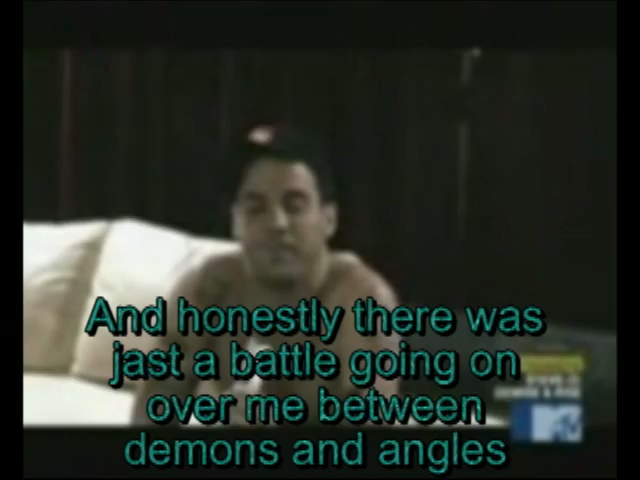 And honestly there was
jast a battle going on
over me between
demons and angles